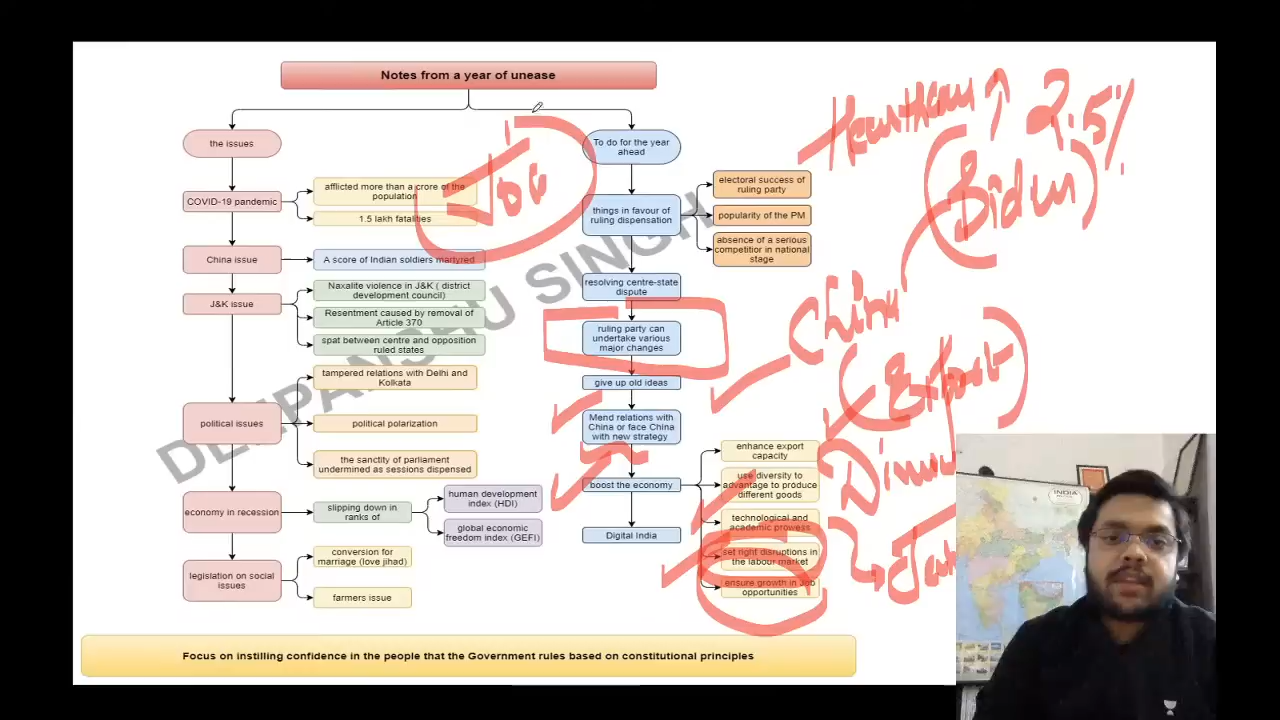 Notes from a year of unease
the issues
COVID-19 pandemic
afflicted more than a crore of the
population
1.5 lakh fatalities
China issue
A score of Indian soldiers martyred
J&K issue
Naxalite violence in J&K ( district
development council)
Resentment caused by removal of
Article 370
spat between centre and opposition
ruled states
political issues
tampered relations with Delhi and
Kolkata
political polarization
the sanctity of parliament
undermined as sessions dispensed
economy in recession
slipping down in
ranks of
human development
index (HDI)
global economic
freedom index (GEFI)
legislation on social
issues
conversion for
marriage (love jihad)
farmers issue
To do for the year
ahead
things in favour of
ruling dispensation
electoral success of
ruling party
popularity of the PM
absence of a serious
competitior in national
stage
resolving centre-state
dispute
ruling party can
undertake various
major changes
give up old ideas
Mend relations with
China or face China
with new strategy
boost the economy
enhance export
capacity
use diversity to
advantage to produce
different goods
technological and
academic prowess
set right disruptions in
the labour market
ensure growth in Job
opportunities
Digital India
Focus on instilling confidence in the people that the Government rules based on constitutional principles
DEEPANSHU SINGH
2.5%
(Biden)
China
INDIA